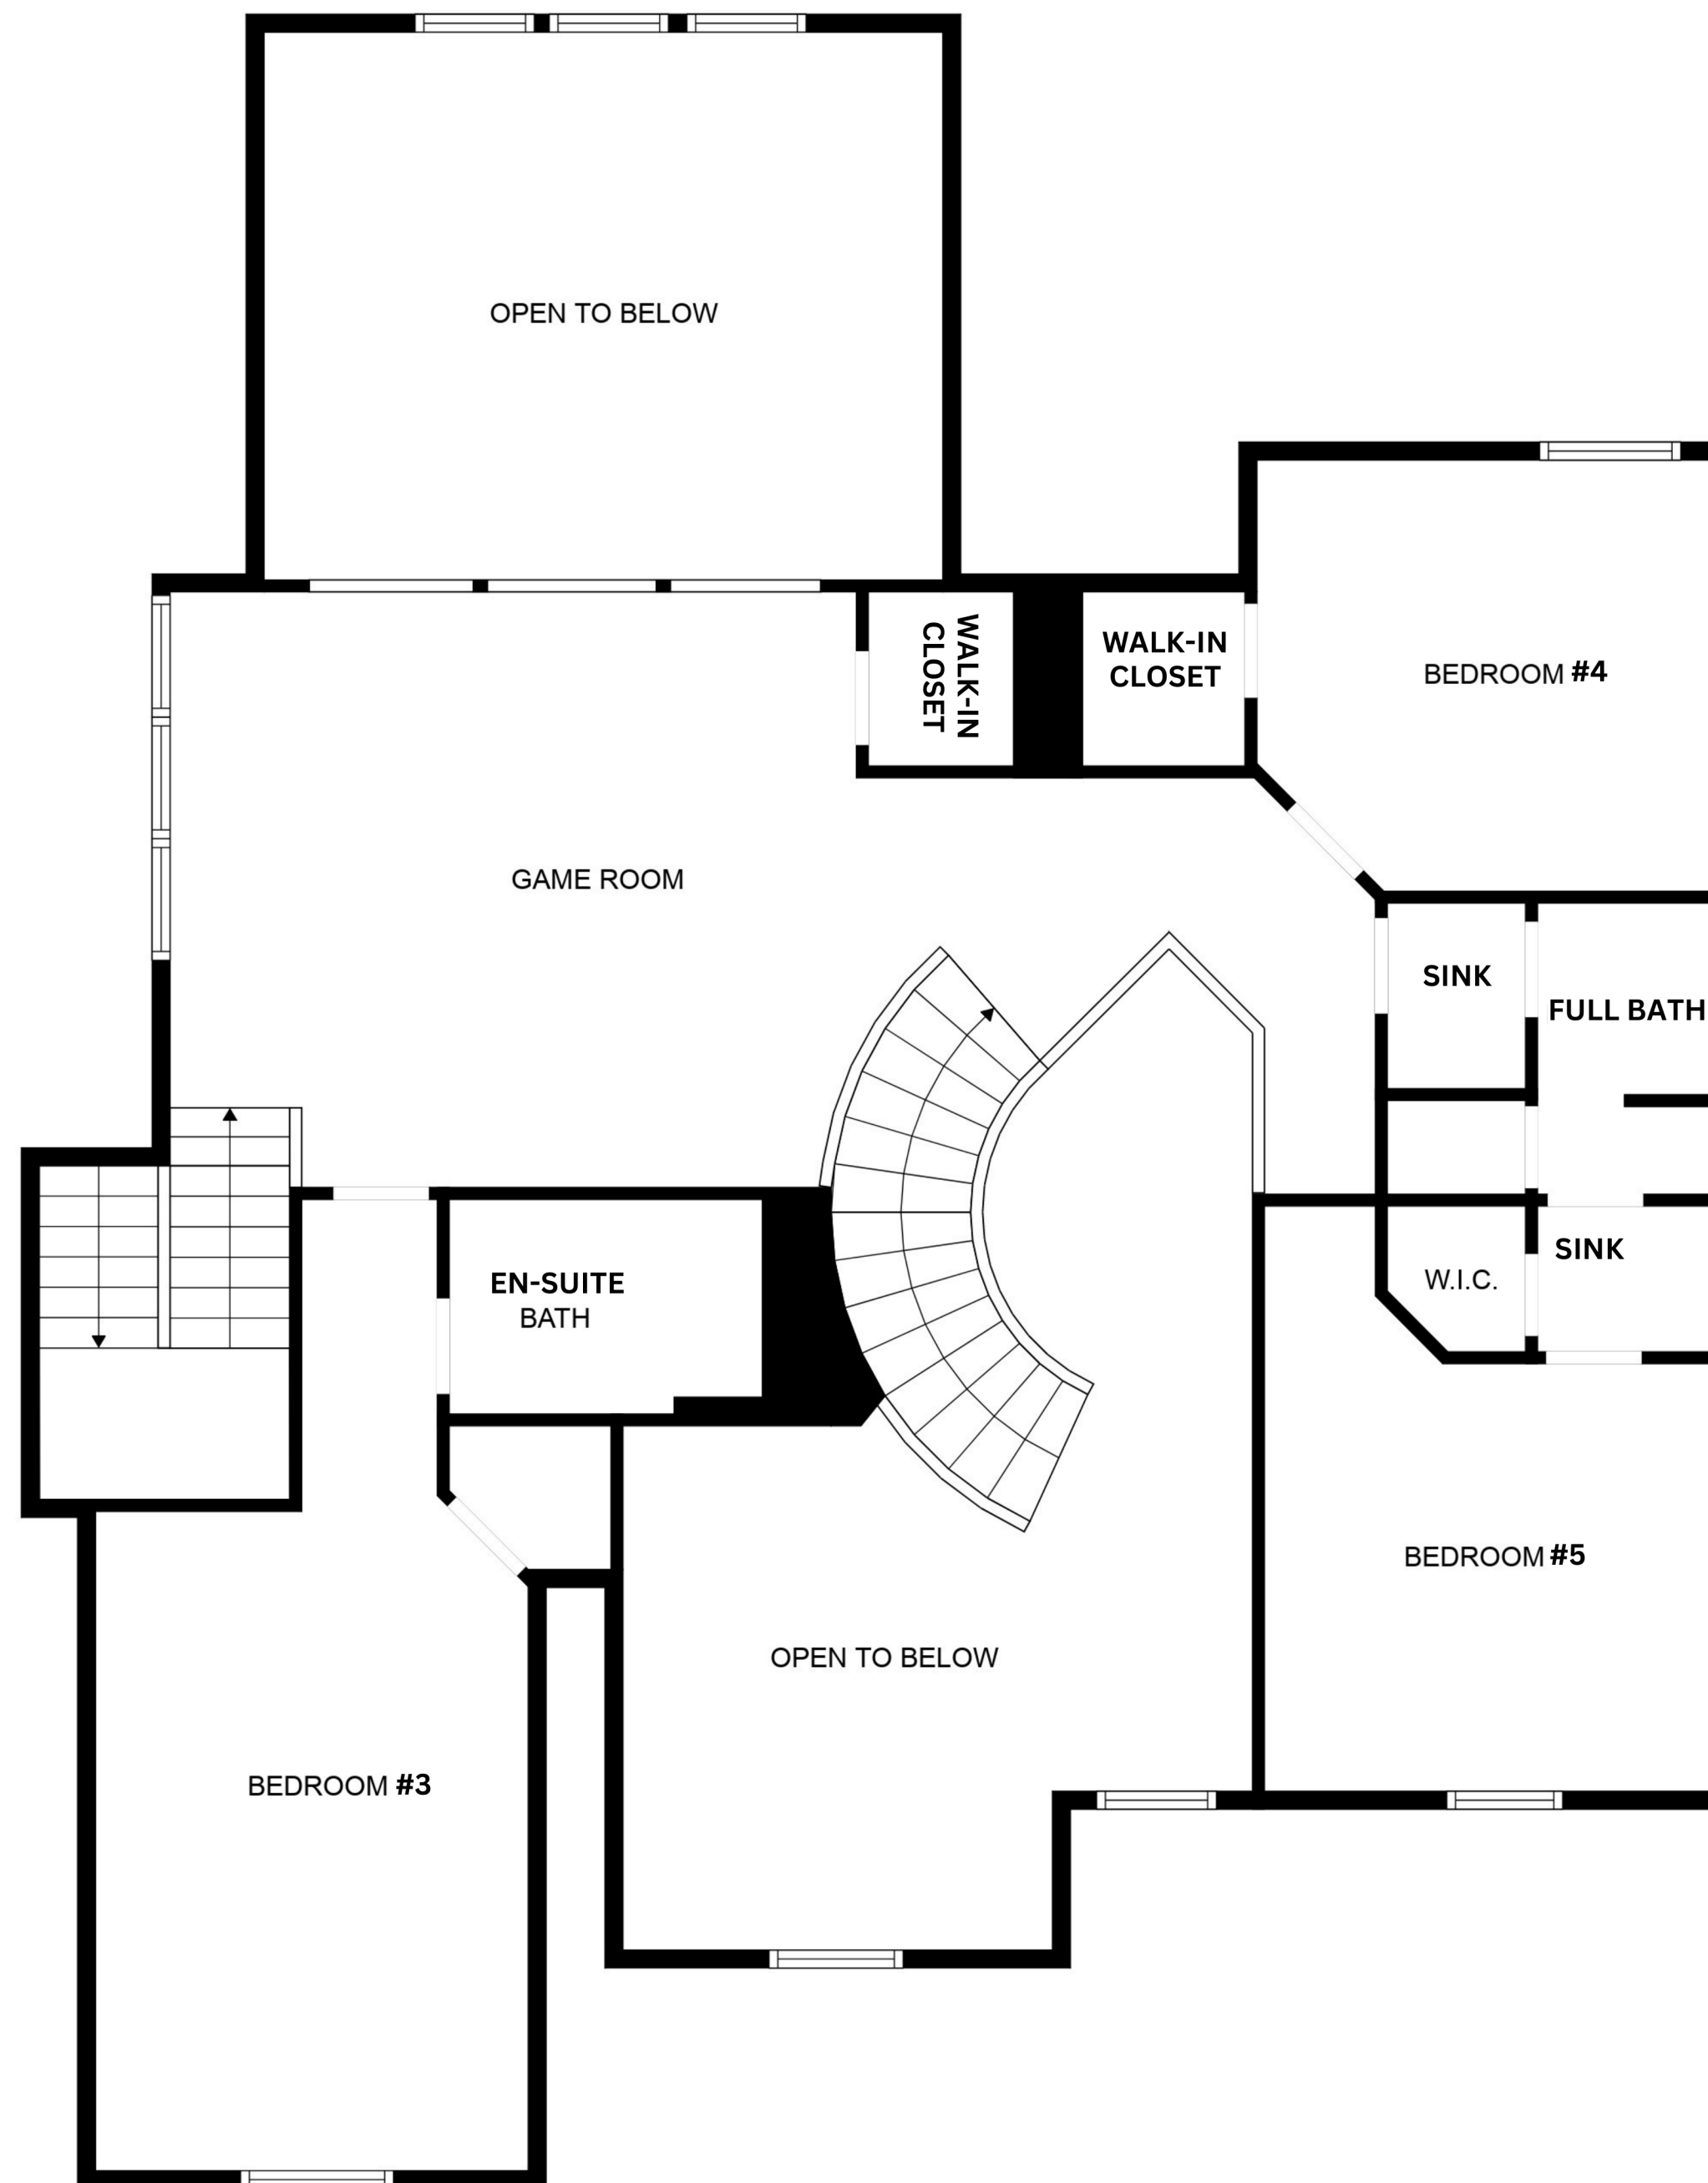 OPEN TO BELOW
WALK-IN
CLOSET
WALK-IN
CLOSET
BEDROOM #4
GAME ROOM
SINK
FULL BATH
SINK
W.I.C.
EN-SUITE
BATH
BEDROOM #5
OPEN TO BELOW
BEDROOM #3